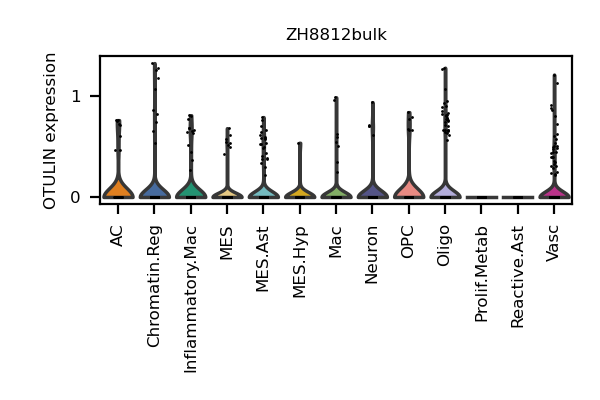 ZH8812bulk
OTULIN expression
1
0
AC
Chromatin.Reg
Inflammatory.Mac
MES
MES.Ast
MES.Hyp
Mac
Neuron
OPC
Oligo
Prolif.Metab
Reactive.Ast
Vasc